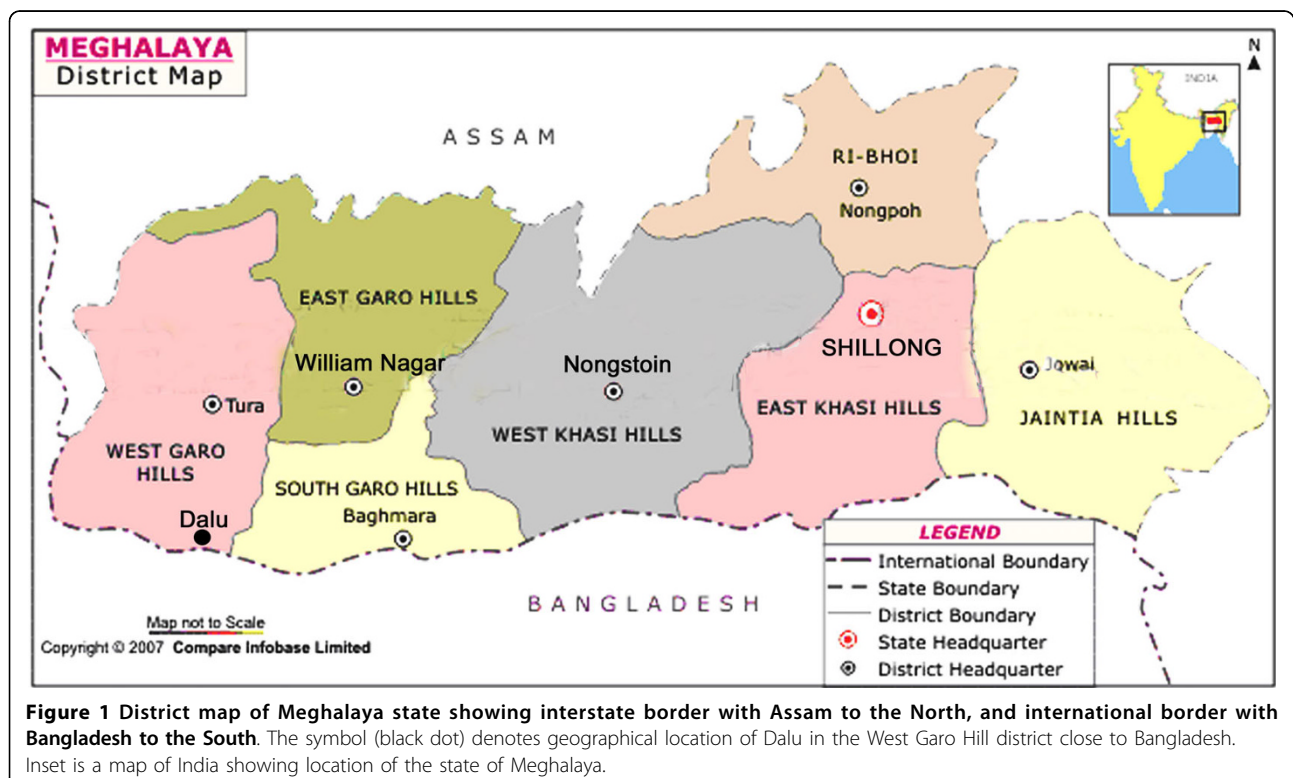 MEGHALAYA
District Map
N
INDIA
ASSAM
RI-BHOI
Nongpoh
EAST GARO HILLS
William Nagar
Nongstoin
SHILLONG
Jowai
Tura
WEST KHASI HILLS
EAST KHASI HILLS
JAINTIA HILLS
WEST GARO
HILLS
SOUTH GARO HILLS
Baghmara
Dalu
BANGLADESH
LEGEND
International Boundary
State Boundary
District Boundary
State Headquarter
District Headquarter
Map not to Scale
Copyright © 2007 Compare Infobase Limited
Figure 1 District map of Meghalaya state showing interstate border with Assam to the North, and international border with
Bangladesh to the South. The symbol (black dot) denotes geographical location of Dalu in the West Garo Hill district close to Bangladesh.
Inset is a map of India showing location of the state of Meghalaya.